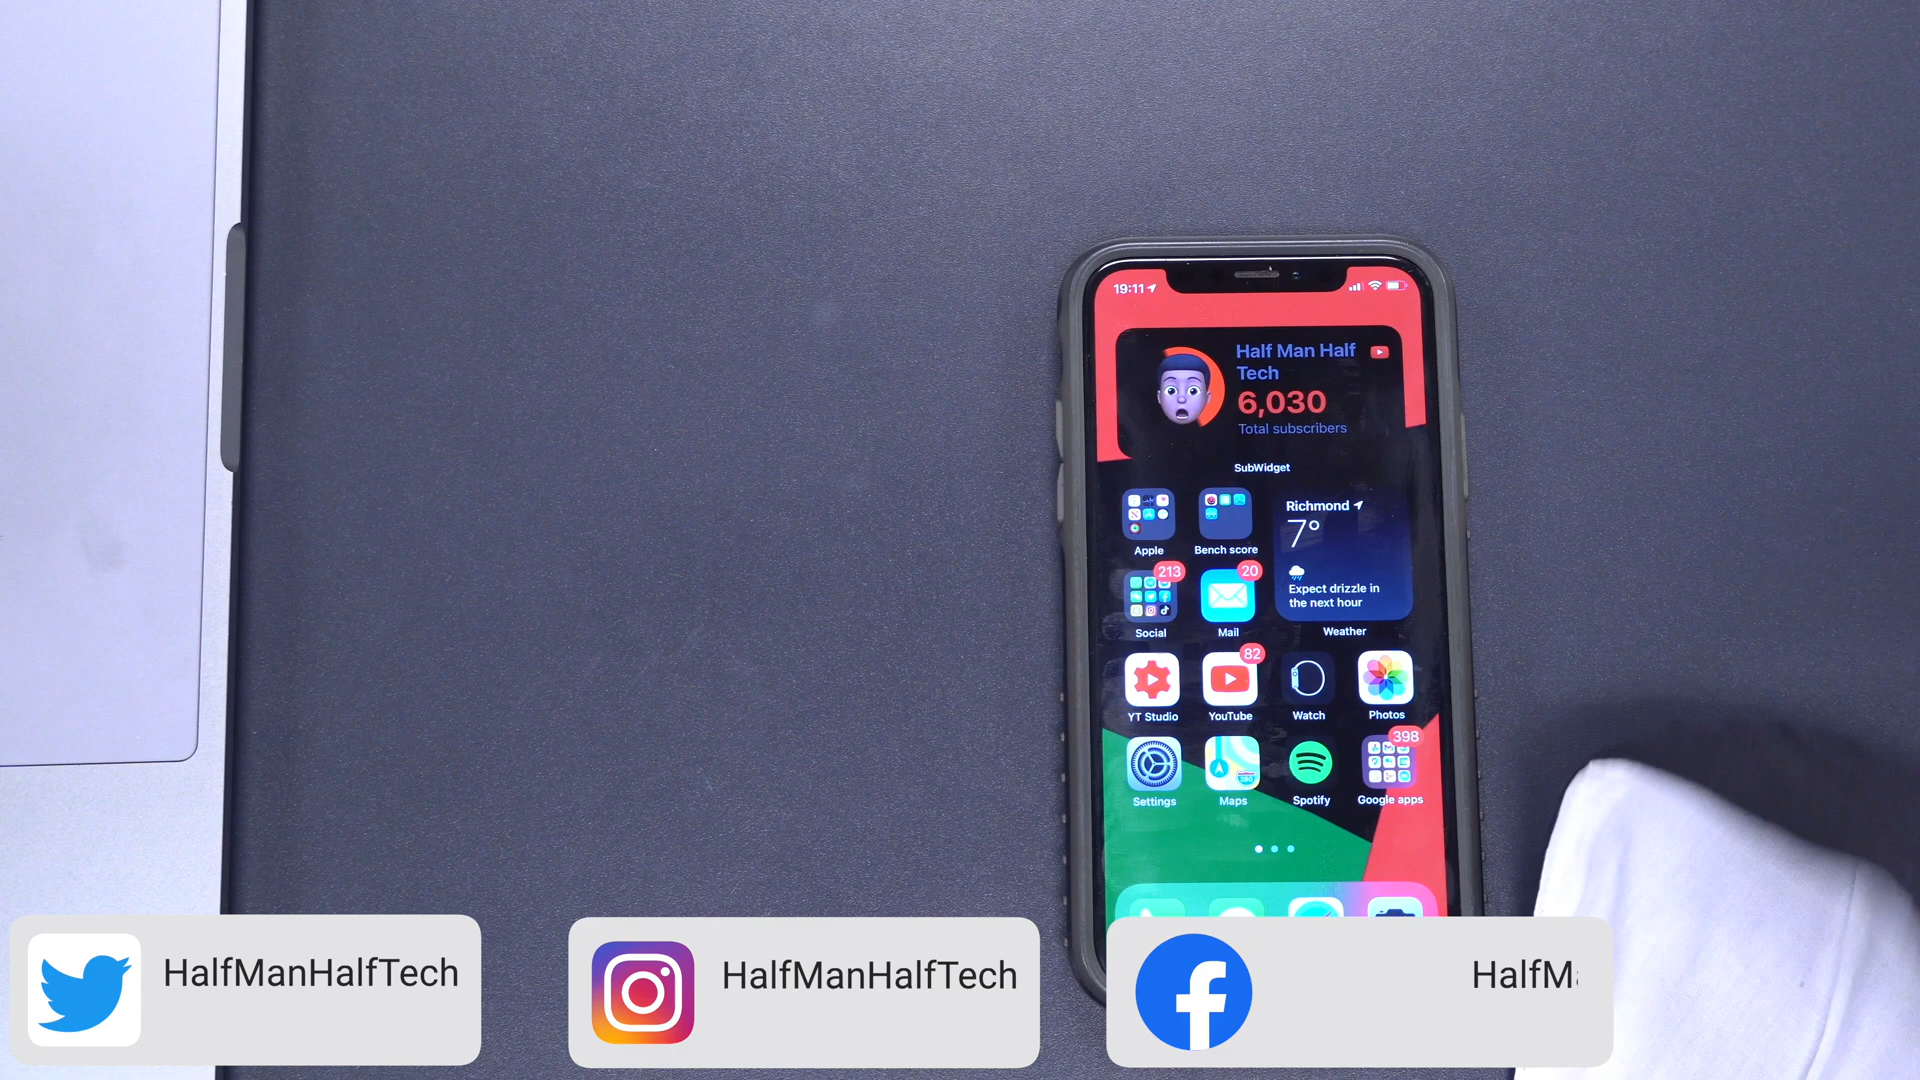 19:11
Half Man Half
Tech
6,030
Total subscribers
SubWidget
Richmond
7°
Expect drizzle in
the next hour
Apple
Bench score
Weather
213
20
Social
Mail
82
YT Studio
YouTube
Watch
Photos
398
Settings
Maps
Spotify
Google apps
HalfManHalfTech
HalfManHalfTech
HalfM